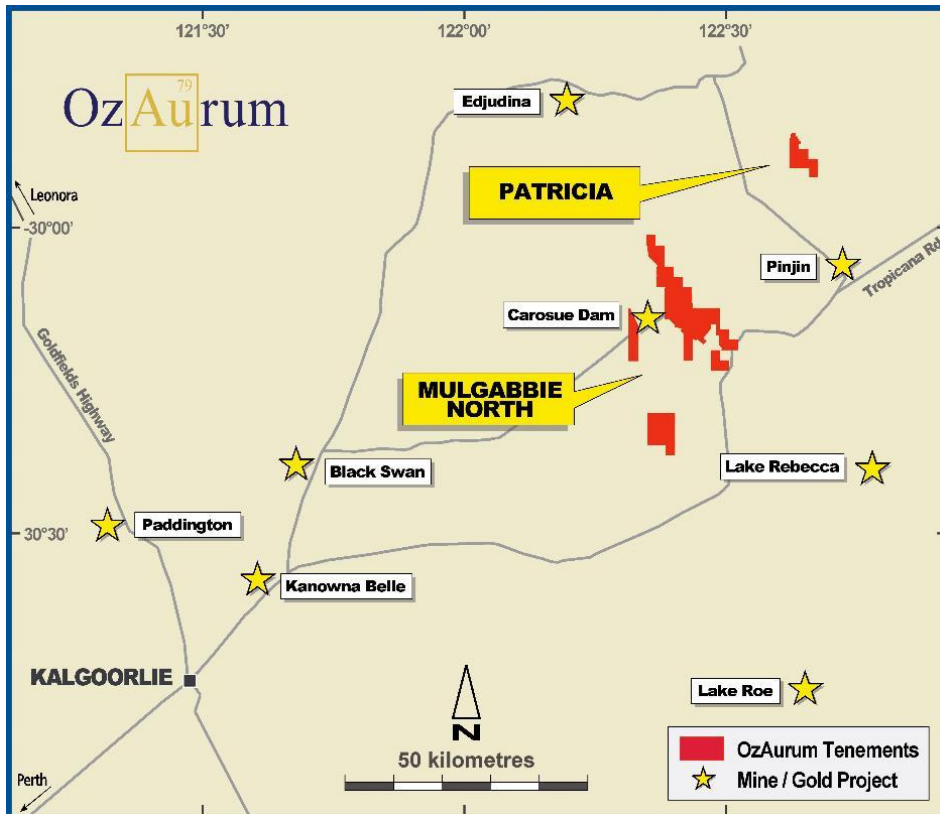 121°30'
122°00'
122°30'
79
OzAurum
Edjudina
PATRICIA
Leonora
-30°00'
Pinjin
Tropicana Rd
Carosue Dam
Goldfields Highway
MULGABBIE
NORTH
Black Swan
Lake Rebecca
Paddington
30°30'
Kanowna Belle
KALGOORLIE
Lake Roe
N
50 kilometres
OzAurum Tenements
Mine / Gold Project
Perth